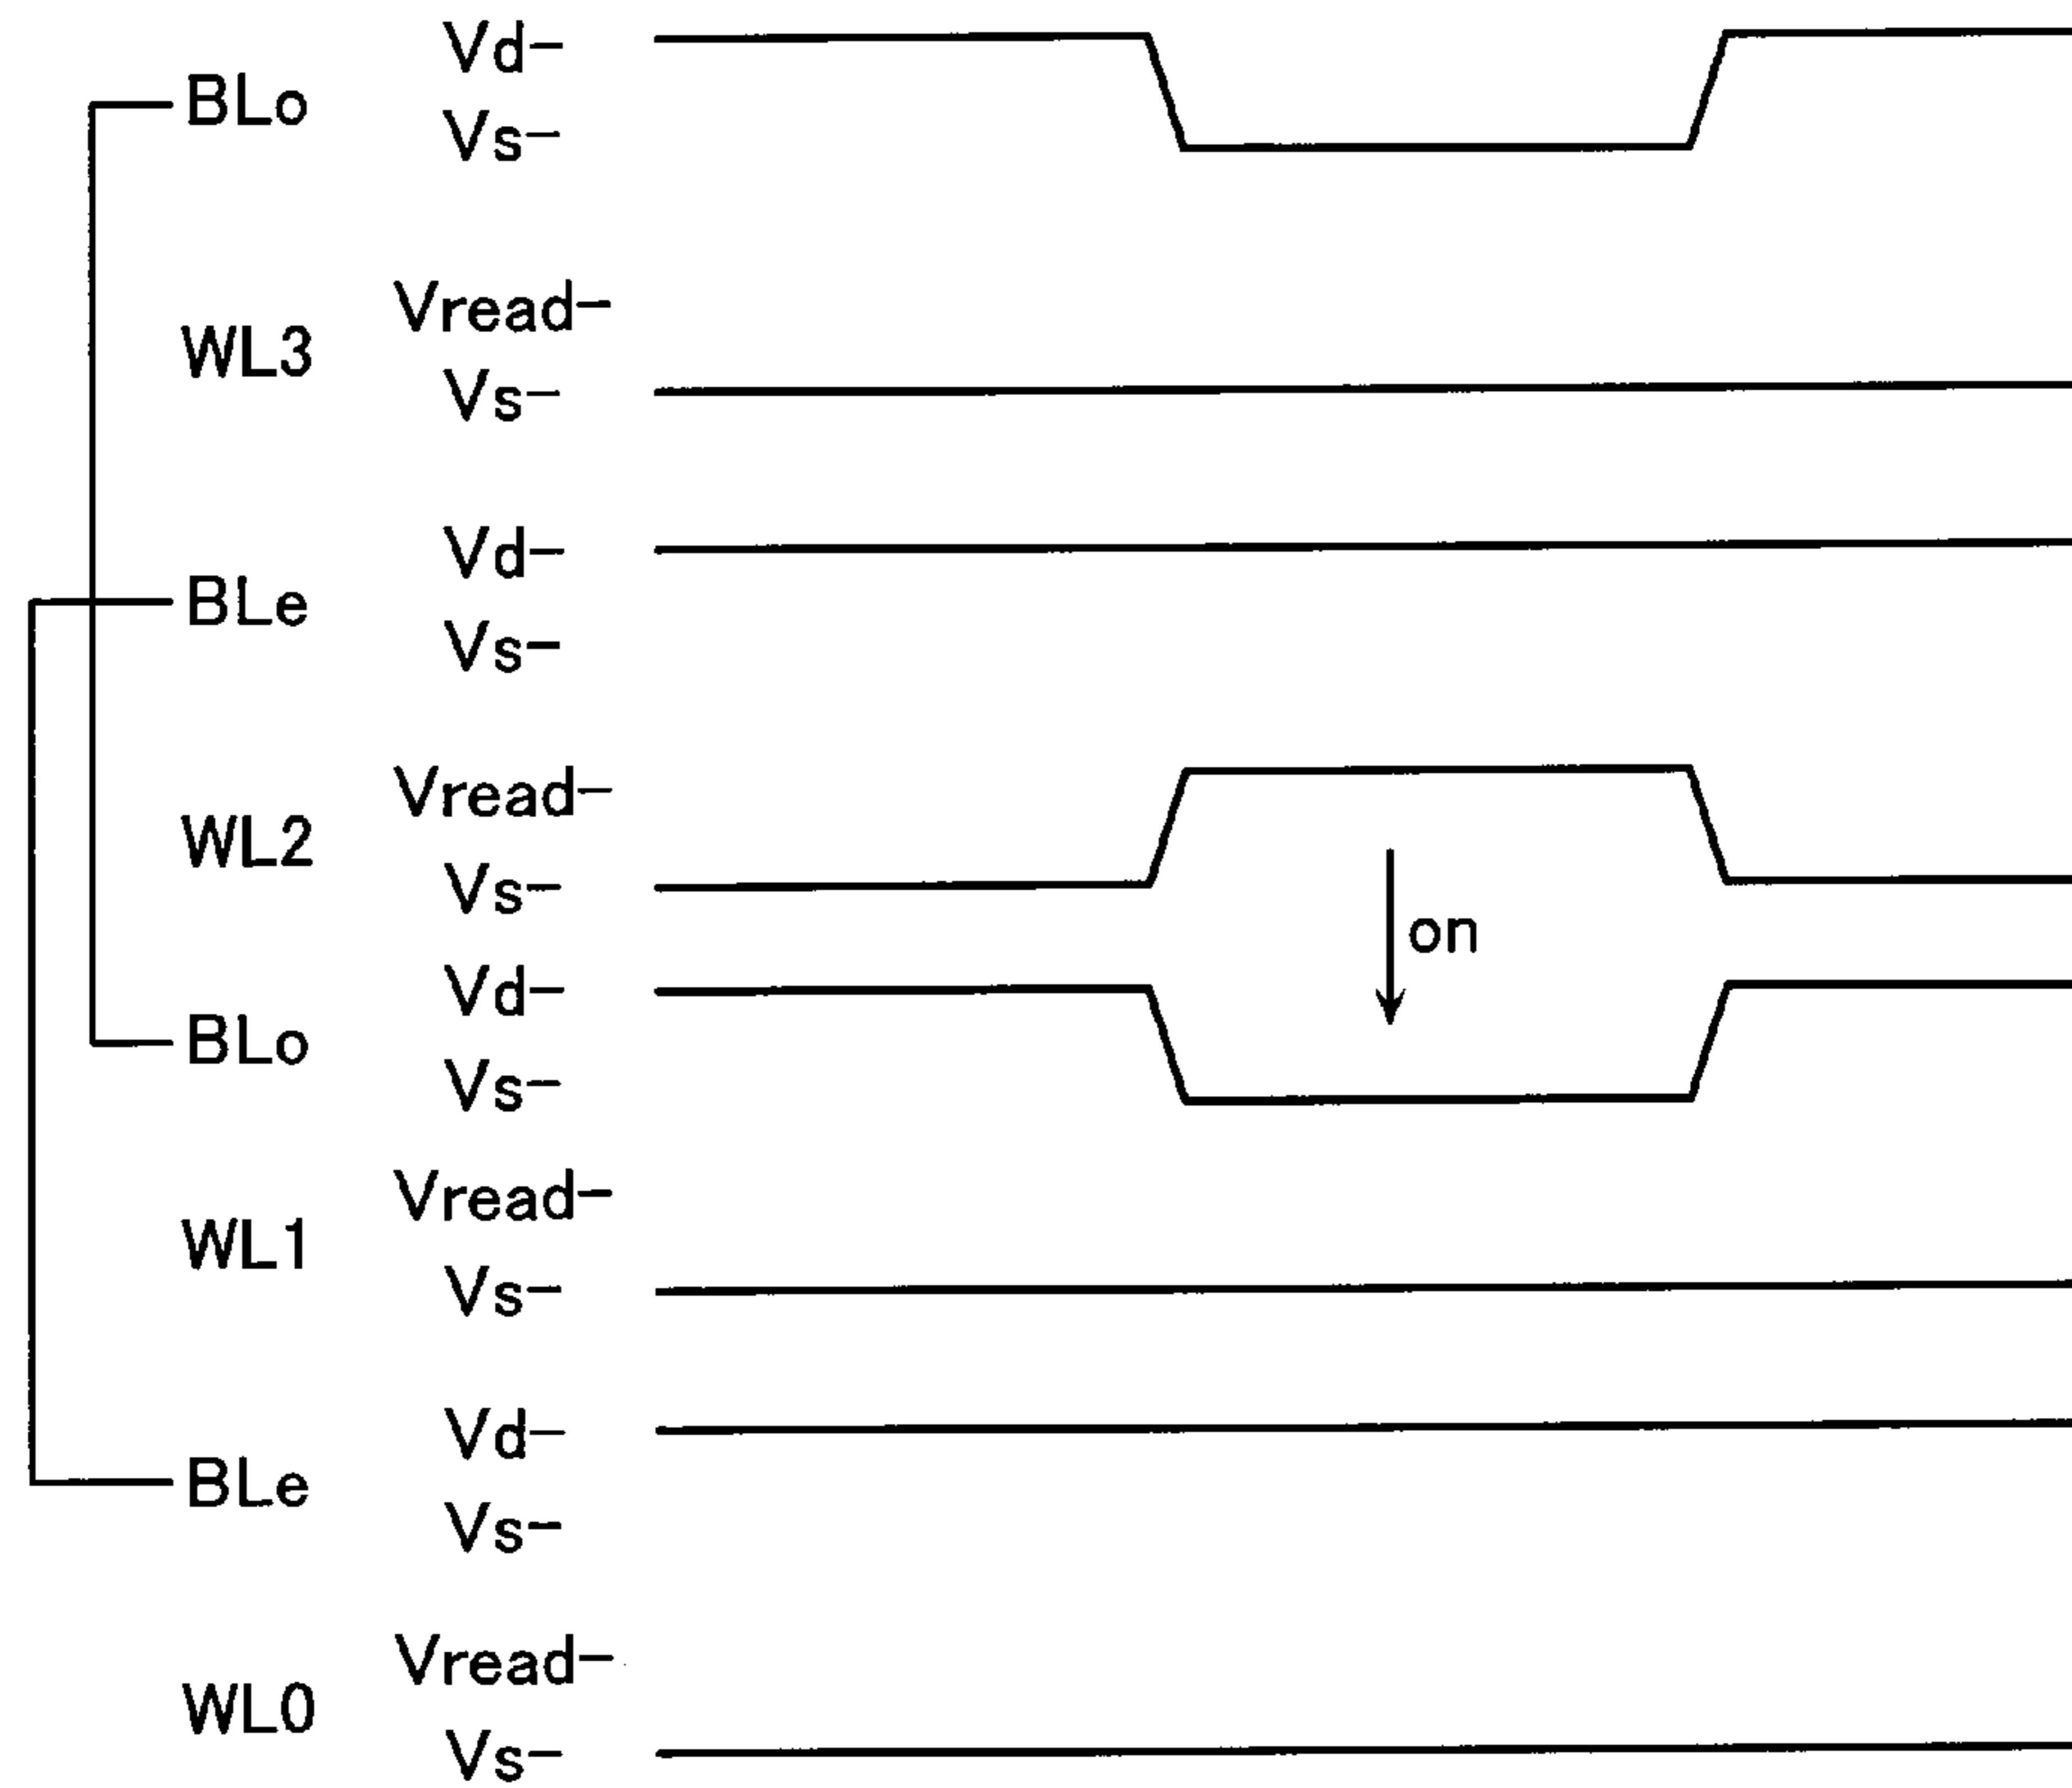 Vd-
BLo
Vs-
Vread-
WL3
Vs-
Vd-
BLe
Vs-
Vread-
WL2
Vs-
on
Vd-
BLo
Vs-
Vread-
WL1
Vs-
Vd-
BLe
Vs-
Vread-
WL0
Vs-